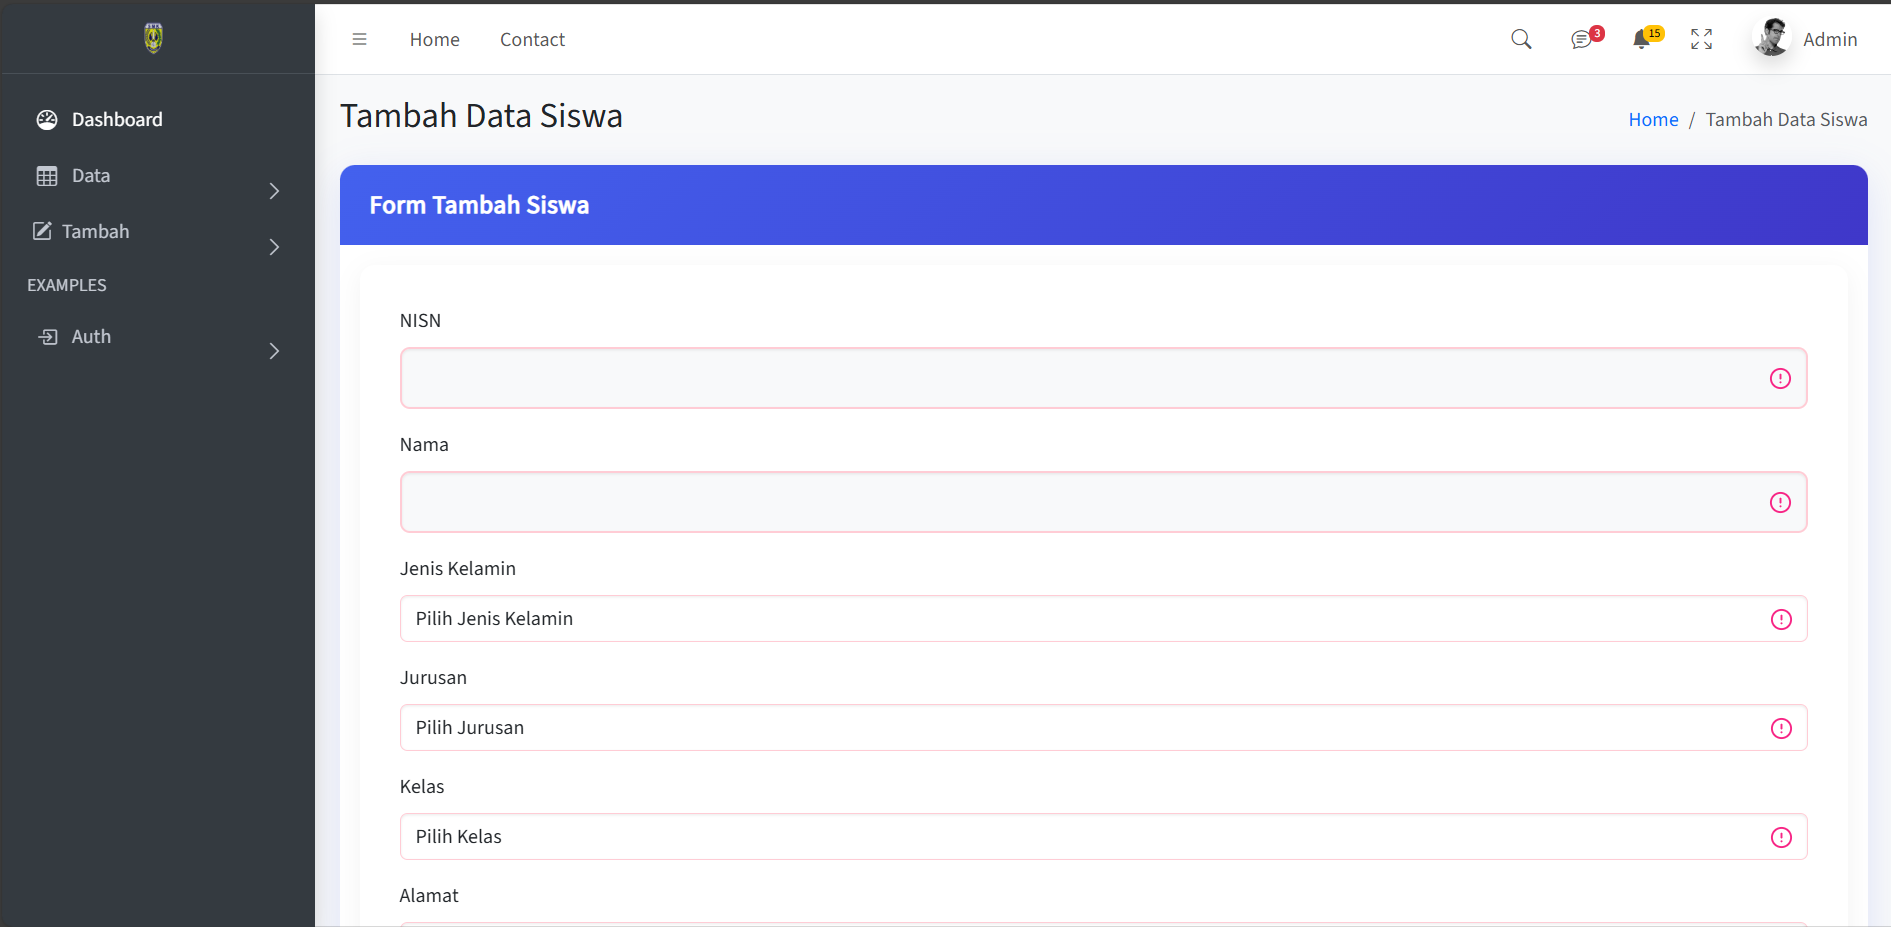 Home
Contact
3
15
Admin
Dashboard
Data
Tambah
EXAMPLES
Auth
Tambah Data Siswa
Home / Tambah Data Siswa
Form Tambah Siswa
NISN
Nama
Jenis Kelamin
Pilih Jenis Kelamin
Jurusan
Pilih Jurusan
Kelas
Pilih Kelas
Alamat